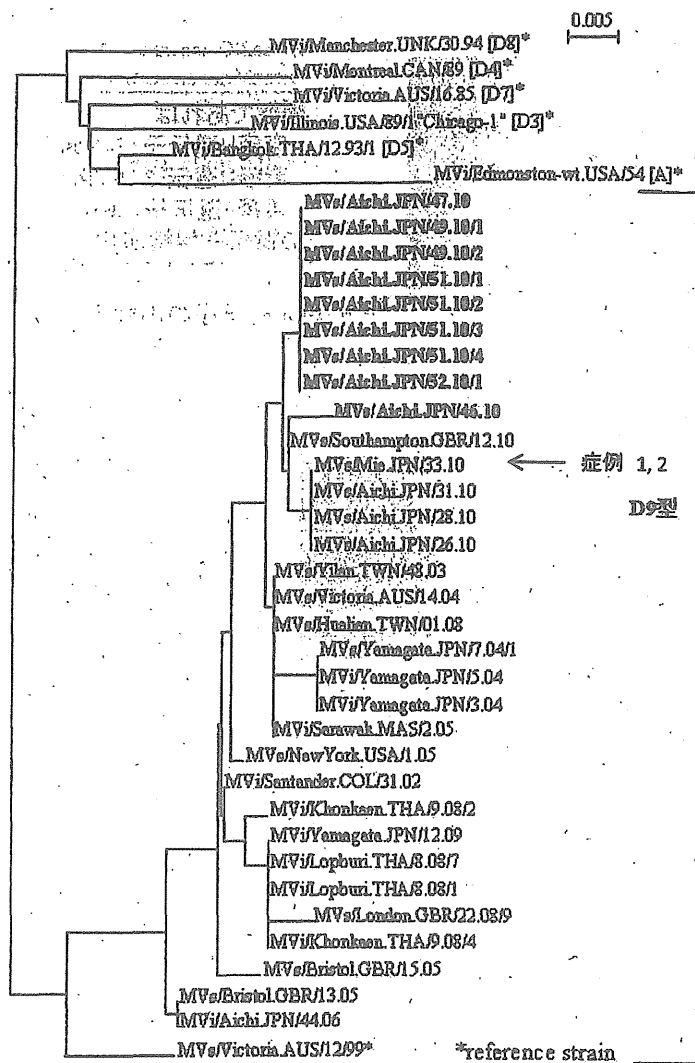 0.005
MVi/Manchester.UNK/30.94 [D8]*
MVi/Montreal.CAN/89 [D4]*
MVi/Victoria.AUS/16.85 [D7]*
MVi/Illinois.USA/89/1 "Chicago-1" [D3]*
MVi/Bangkok.THA/12.93/1 [D5]*
MVi/Edmonston-wt.USA/54 [A]*
MVs/Aichi.JPN/47.10
MVs/Aichi.JPN/49.10/1
MVs/Aichi.JPN/49.10/2
MVs/Aichi.JPN/51.10/1
MVs/Aichi.JPN/51.10/2
MVs/Aichi.JPN/51.10/3
MVs/Aichi.JPN/51.10/4
MVs/Aichi.JPN/52.10/1
MVs/Aichi.JPN/46.10
MVs/Southampton.GBR/12.10
MVs/Mie.JPN/33.10 ← 症例 1, 2
MVs/Aichi.JPN/31.10
D9型
MVs/Aichi.JPN/28.10
MVs/Aichi.JPN/26.10
MVs/Yilan.TWN/48.03
MVs/Victoria.AUS/14.04
MVs/Hualien.TWN/01.08
MVs/Yamagata.JPN/7.04/1
MVi/Yamagata.JPN/5.04
MVi/Yamagata.JPN/3.04
MVi/Sarawak.MAS/2.05
MVs/NewYork.USA/1.05
MVi/Santander.COL/31.02
MVi/Khonkaen.THA/9.08/2
MVi/Yamagata.JPN/12.09
MVi/Lopburi.THA/8.08/7
MVi/Lopburi.THA/8.08/1
MVs/London.GBR/22.08/9
MVi/Khonkaen.THA/9.08/4
MVs/Bristol.GBR/15.05
MVs/Bristol.GBR/13.05
MVi/Aichi.JPN/44.06
MVs/Victoria.AUS/12/99* *reference strain